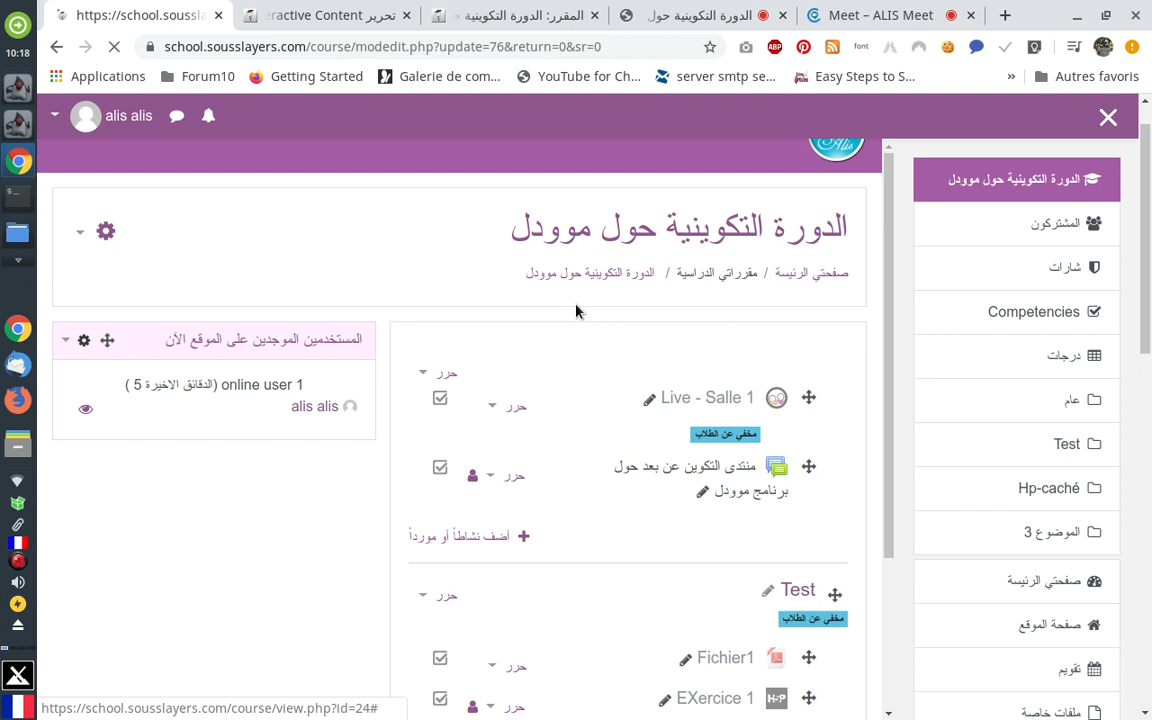 https://school.soussla
تحرير eractive Content
المقرر: الدورة التكوينية >
الدورة التكوينية حول
Meet – ALIS Meet
10:18
school.sousslayers.com/course/modedit.php?update=76&return=0&sr=0
ABP
font
Applications
Forum10
Getting Started
Galerie de com...
YouTube for Ch...
server smtp se...
Easy Steps to S...
»
Autres favoris
alis alis
Alis
الدورة التكوينية حول موودل
صفحتي الرئيسة / مقرراتي الدراسية / الدورة التكوينية حول موودل
المستخدمين الموجدين على الموقع الآن
online user 1 (الدقائق الاخيرة 5 )
alis alis
حرر
Live - Salle 1
حرر
مخفي عن الطلاب
منتدى التكوين عن بعد حول
برنامج موودل
حرر
أضف نشاطاً أو مورداً
Test
حرر
مخفي عن الطلاب
Fichier1
حرر
EXercice 1
H-P
حرر
الدورة التكوينية حول موودل
المشتركون
شارات
Competencies
درجات
عام
Test
Hp-caché
الموضوع 3
صفحتي الرئيسة
صفحة الموقع
تقويم
ملفات خاصة
https://school.sousslayers.com/course/view.php?id=24#